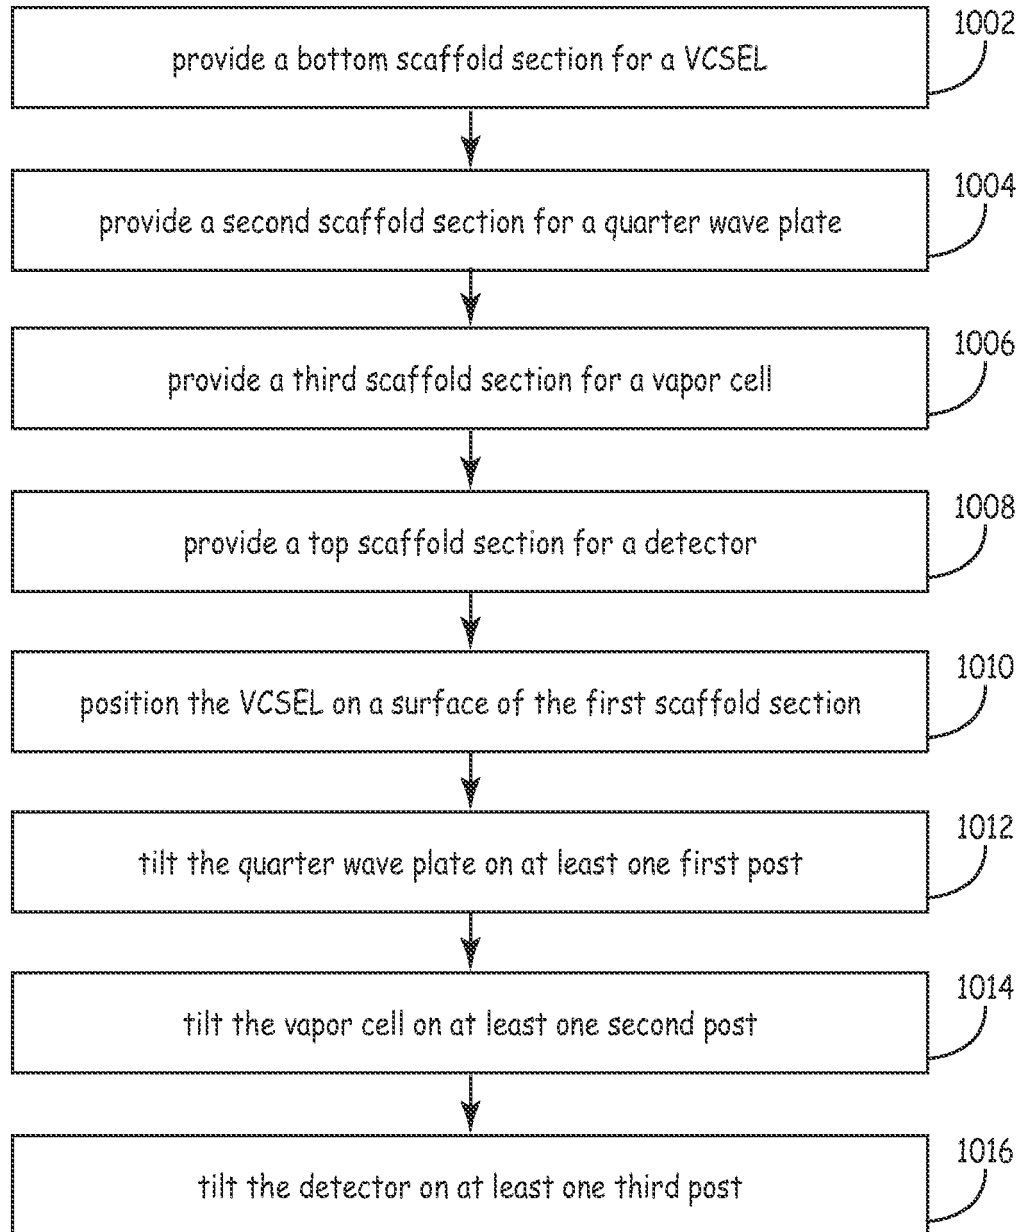 1002
provide a bottom scaffold section for a VCSEL
1004
provide a second scaffold section for a quarter wave plate
1006
provide a third scaffold section for a vapor cell
1008
provide a top scaffold section for a detector
1010
position the VCSEL on a surface of the first scaffold section
1012
tilt the quarter wave plate on at least one first post
1014
tilt the vapor cell on at least one second post
1016
tilt the detector on at least one third post